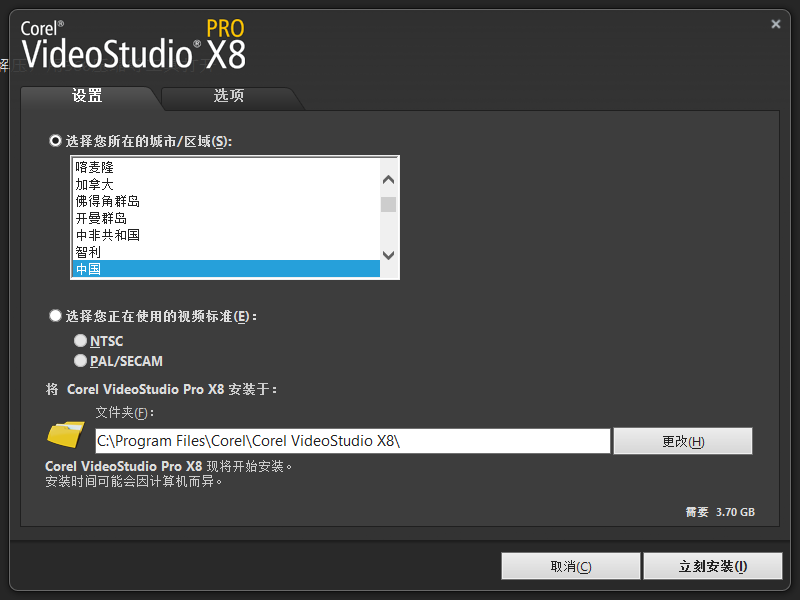 Corel®
VideoStudio® PRO X8
解
设置
选项
选择您所在的城市/区域(S):
喀麦隆
加拿大
佛得角群岛
开曼群岛
中非共和国
智利
中国
选择您正在使用的视频标准(E):
NTSC
PAL/SECAM
将 Corel VideoStudio Pro X8 安装于:
文件夹(F):
C:\Program Files\Corel\Corel VideoStudio X8\
更改(H)
Corel VideoStudio Pro X8 现将开始安装。
安装时间可能会因计算机而异。
需要 3.70 GB
取消(C)
立刻安装(I)